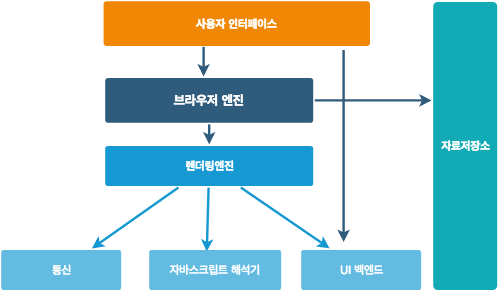 사용자 인터페이스
브라우저 엔진
자료저장소
렌더링엔진
통신
자바스크립트 해석기
UI 백엔드